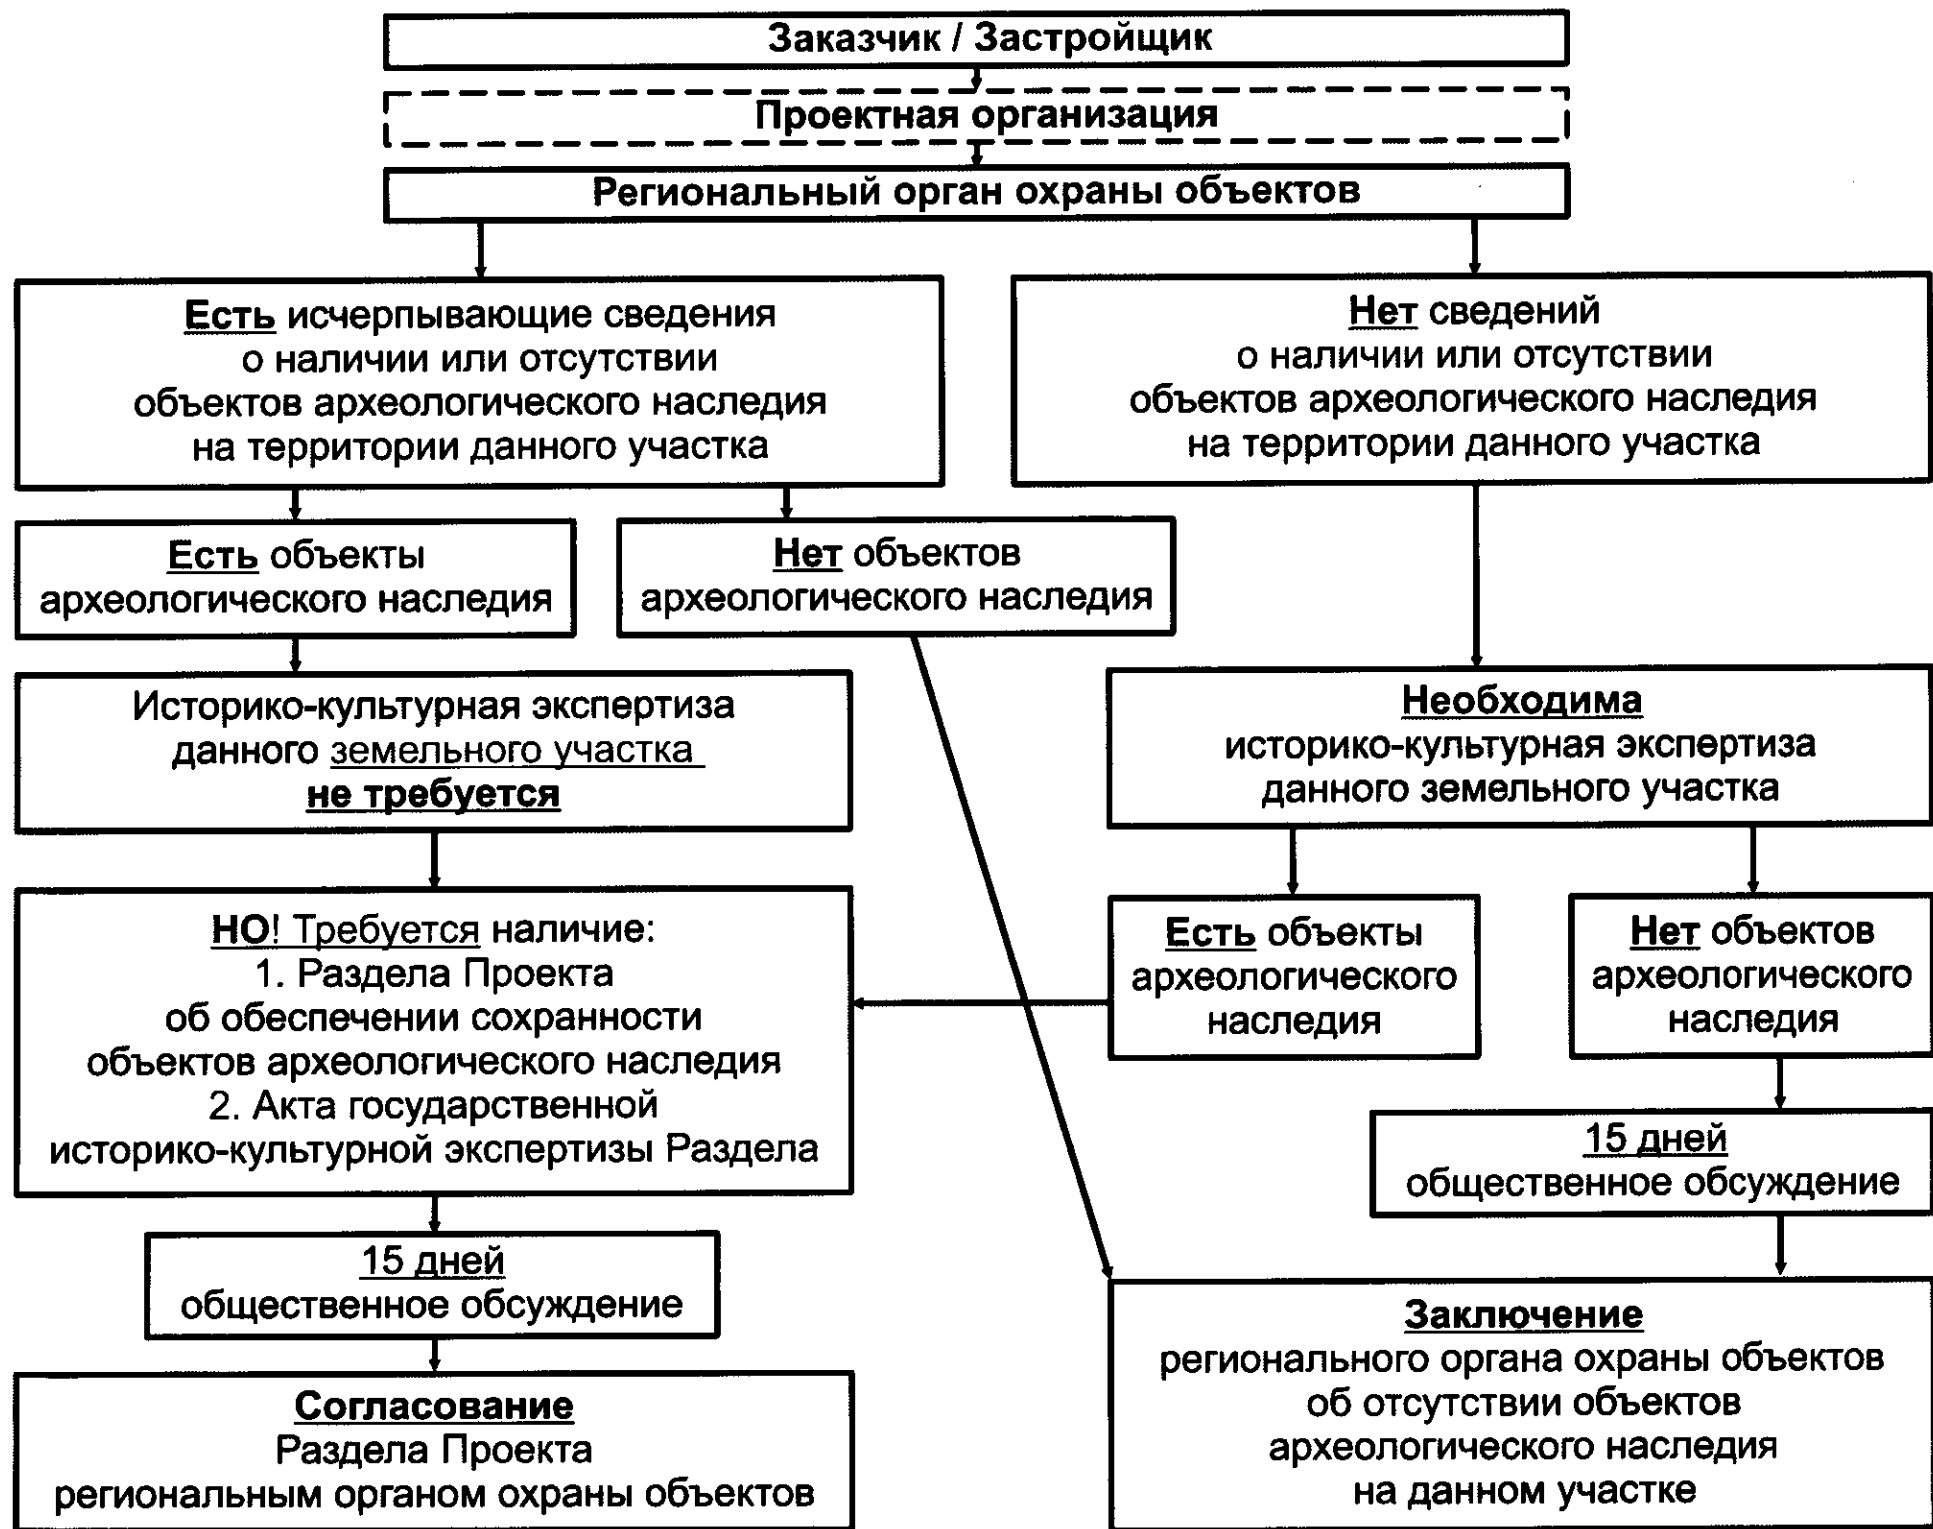 Заказчик / Застройщик
Проектная организация
Региональный орган охраны объектов
Есть исчерпывающие сведения
о наличии или отсутствии
объектов археологического наследия
на территории данного участка
Нет сведений
о наличии или отсутствии
объектов археологического наследия
на территории данного участка
Есть объекты
археологического наследия
Нет объектов
археологического наследия
Историко-культурная экспертиза
данного земельного участка
не требуется
Необходима
историко-культурная экспертиза
данного земельного участка
НО! Требуется наличие:
1. Раздела Проекта
об обеспечении сохранности
объектов археологического наследия
2. Акта государственной
историко-культурной экспертизы Раздела
Есть объекты
археологического
наследия
Нет объектов
археологического
наследия
15 дней
общественное обсуждение
15 дней
общественное обсуждение
Согласование
Раздела Проекта
региональным органом охраны объектов
Заключение
регионального органа охраны объектов
об отсутствии объектов
археологического наследия
на данном участке